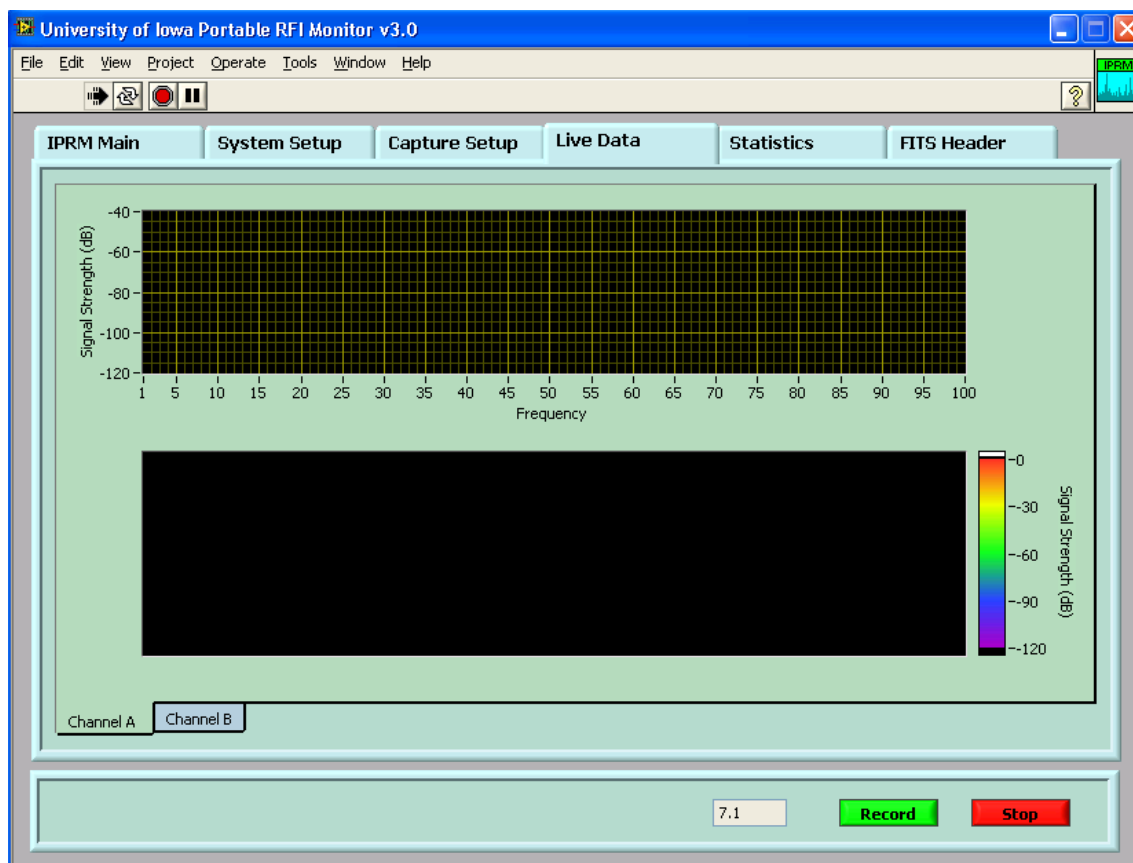 University of Iowa Portable RFI Monitor v3.0
File Edit View Project Operate Tools Window Help
IPRM
?
IPRM Main System Setup Capture Setup Live Data Statistics FITS Header
Signal Strength (dB)
-40
-60
-80
-100
-120
1 5 10 15 20 25 30 35 40 45 50 55 60 65 70 75 80 85 90 95 100
Frequency
-0
--30
--60
--90
--120
Signal Strength (dB)
Channel A Channel B
7.1 Record Stop